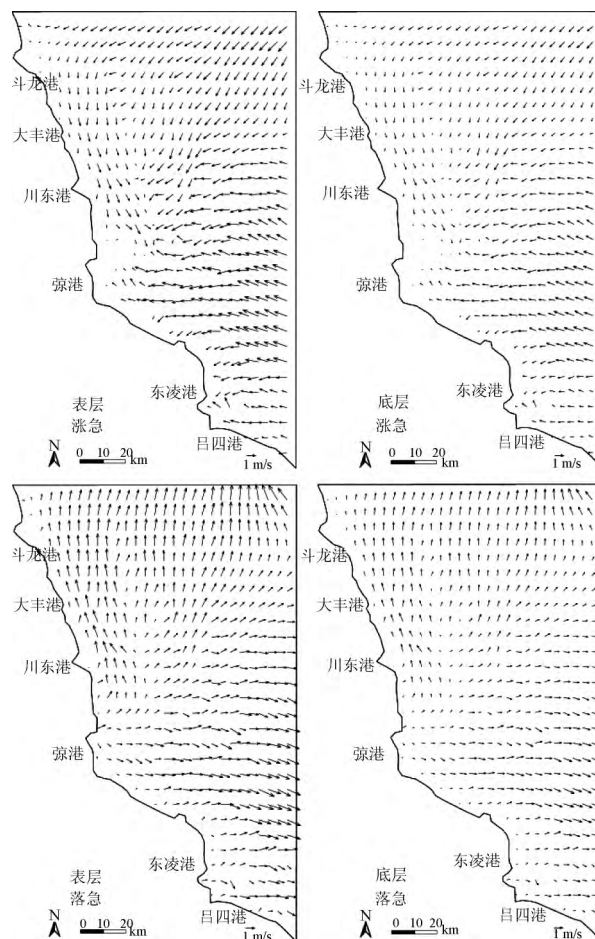 斗龙港
大丰港
川东港
弶港
东凌港
吕四港
表层
涨急
N
0 10 20
km
1 m/s
斗龙港
大丰港
川东港
弶港
东凌港
吕四港
底层
涨急
N
0 10 20
km
1 m/s
斗龙港
大丰港
川东港
弶港
东凌港
吕四港
表层
落急
N
0 10 20
km
1 m/s
斗龙港
大丰港
川东港
弶港
东凌港
吕四港
底层
落急
N
0 10 20
km
1 m/s